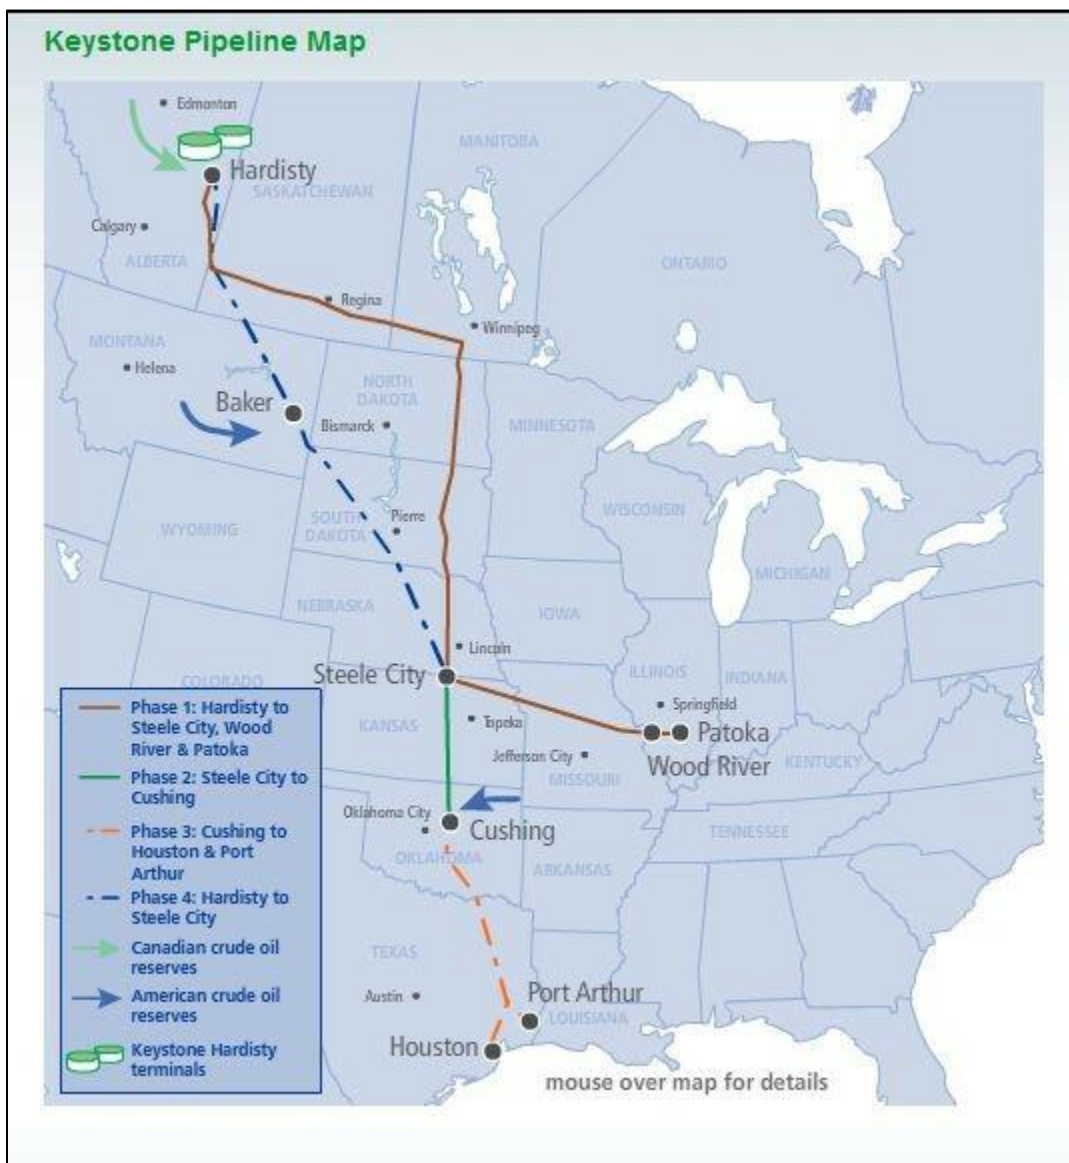 Keystone Pipeline Map
Edmonton
Hardisty
MANITOBA
SASKATCHEWAN
Calgary
ALBERTA
ONTARIO
Regina
Winnipeg
MONTANA
Helena
NORTH
DAKOTA
Baker
Bismarck
MINNESOTA
WISCONSIN
WYOMING
SOUTH
DAKOTA
Pierre
MICHIGAN
NEBRASKA
IOWA
Lincoln
Steele City
ILLINOIS
INDIANA
COLORADO
Springfield
KANSAS
Topeka
Patoka
Jefferson City
Wood River
KENTUCKY
MISSOURI
Oklahoma City
Cushing
TENNESSEE
OKLAHOMA
ARKANSAS
TEXAS
Austin
Port Arthur
LOUISIANA
Houston
mouse over map for details
Phase 1: Hardisty to
Steele City, Wood
River & Patoka
Phase 2: Steele City to
Cushing
Phase 3: Cushing to
Houston & Port
Arthur
Phase 4: Hardisty to
Steele City
Canadian crude oil
reserves
American crude oil
reserves
Keystone Hardisty
terminals